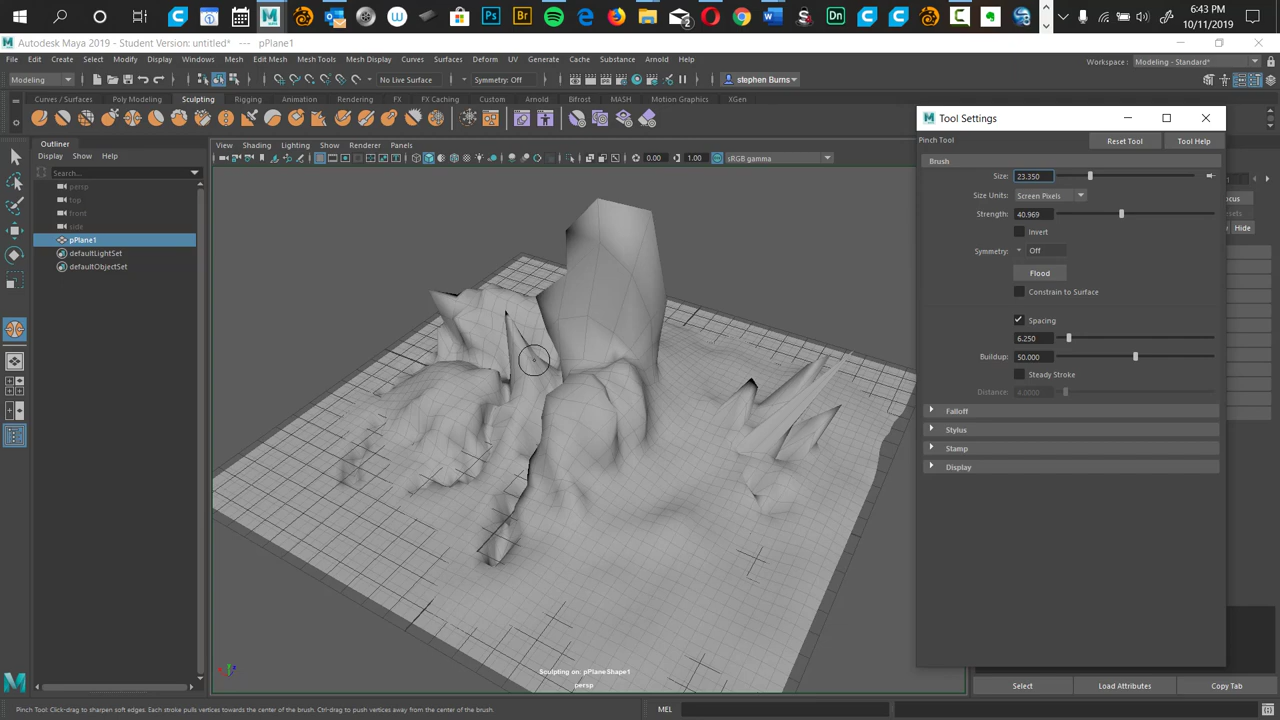 6:43 PM
10/11/2019
Autodesk Maya 2019 - Student Version: untitled*   ---   pPlane1
File Edit Create Select Modify Display Windows Mesh Edit Mesh Mesh Tools Mesh Display Curves Surfaces Deform UV Generate Cache Substance Arnold Help
Workspace: Modeling - Standard*
Modeling No Live Surface Symmetry: Off stephen Burns
Curves / Surfaces Poly Modeling Sculpting Rigging Animation Rendering FX FX Caching Custom Arnold Bifrost MASH Motion Graphics XGen
Outliner
Display Show Help
Search...
persp
top
front
side
pPlane1
defaultLightSet
defaultObjectSet
View Shading Lighting Show Renderer Panels
0.00 1.00 sRGB gamma
Sculpting on: pPlaneShape1
persp
Tool Settings
Pinch Tool Reset Tool Tool Help
Brush
Size: 23.350
Size Units: Screen Pixels
Strength: 40.969
Invert
Symmetry: Off
Flood
Constrain to Surface
Spacing
6.250
Buildup: 50.000
Steady Stroke
Distance: 4.0000
Falloff
Stylus
Stamp
Display
Hide
Select Load Attributes Copy Tab
Pinch Tool: Click-drag to sharpen soft edges. Each stroke pulls vertices towards the center of the brush. Ctrl-drag to push vertices away from the center of the brush.
MEL